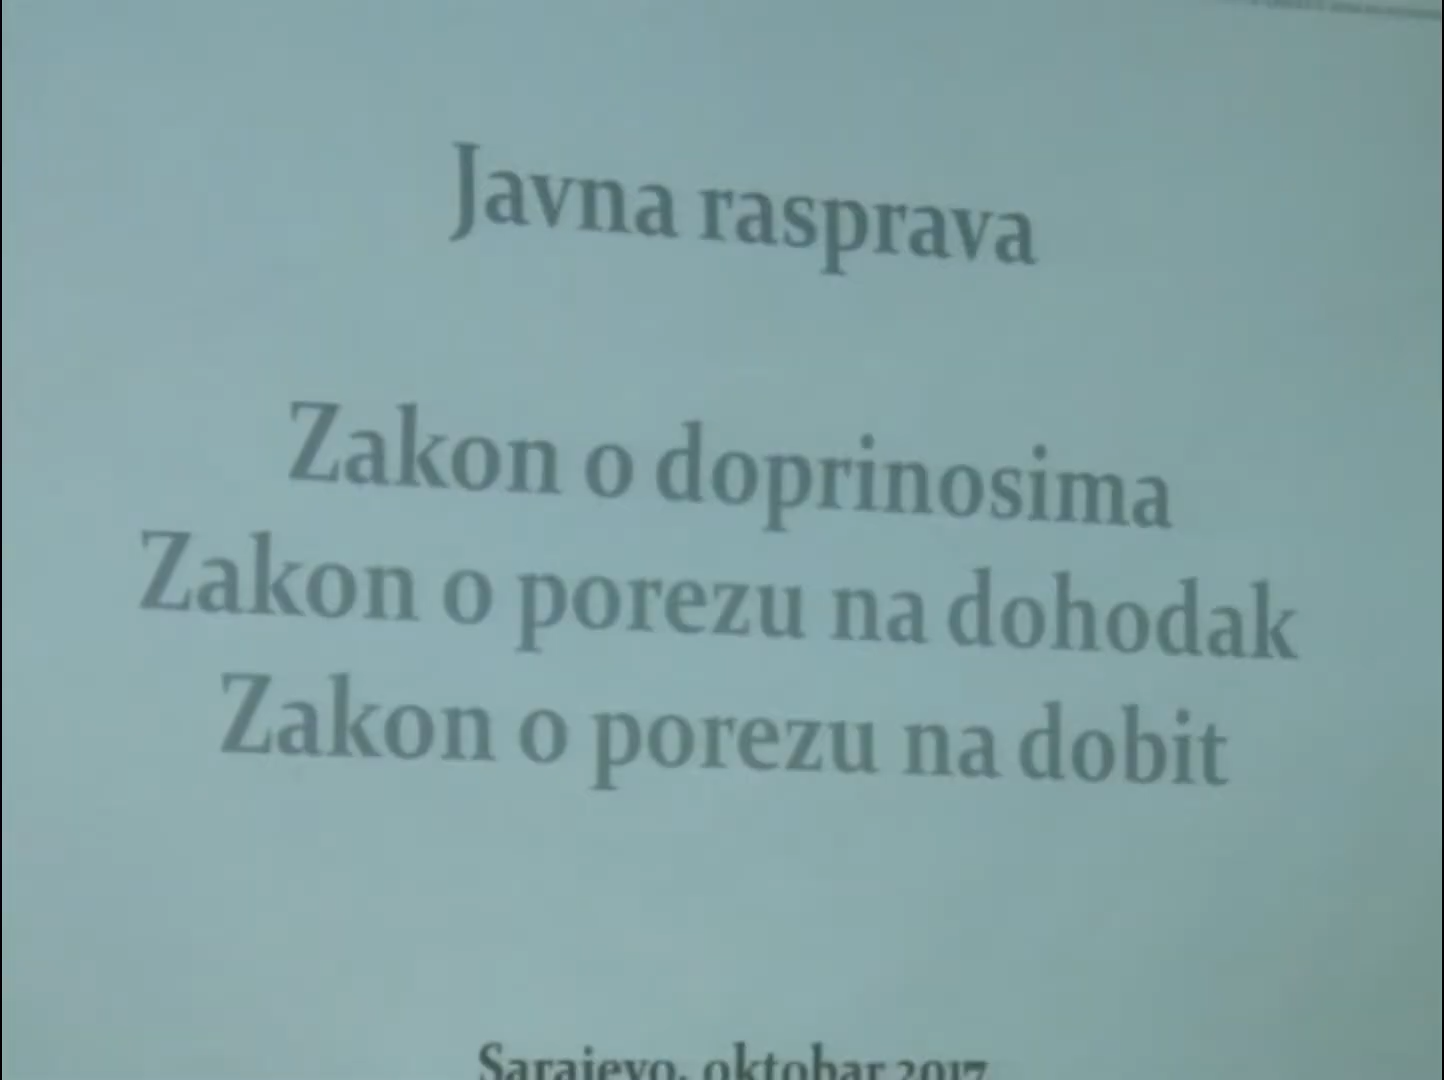 Javna rasprava
Zakon o doprinosima
Zakon o porezu na dohodak
Zakon o porezu na dobit
Sarajevo, oktobar 2017